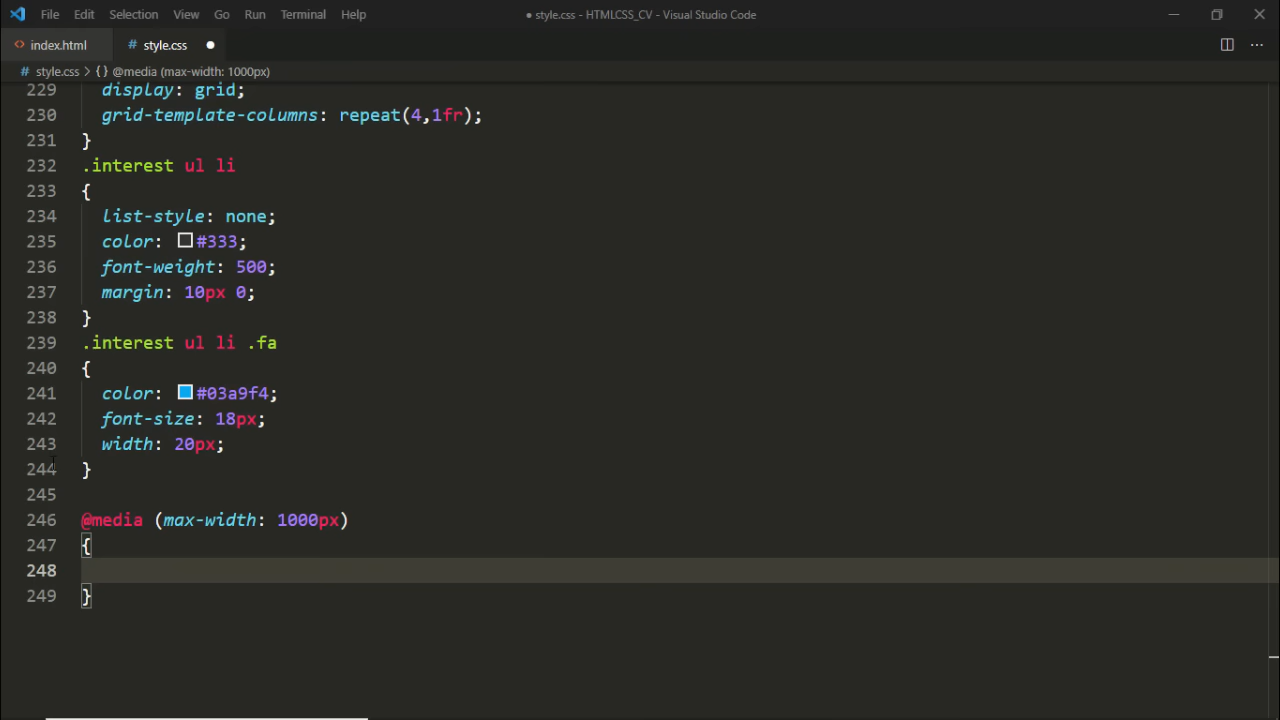 File Edit Selection View Go Run Terminal Help ● style.css - HTMLCSS_CV - Visual Studio Code
<> index.html # style.css ●
# style.css > {} @media (max-width: 1000px)
229 display: grid;
230 grid-template-columns: repeat(4,1fr);
231 }
232 .interest ul li
233 {
234 list-style: none;
235 color: #333;
236 font-weight: 500;
237 margin: 10px 0;
238 }
239 .interest ul li .fa
240 {
241 color: #03a9f4;
242 font-size: 18px;
243 width: 20px;
244 }
245
246 @media (max-width: 1000px)
247 {
248
249 }